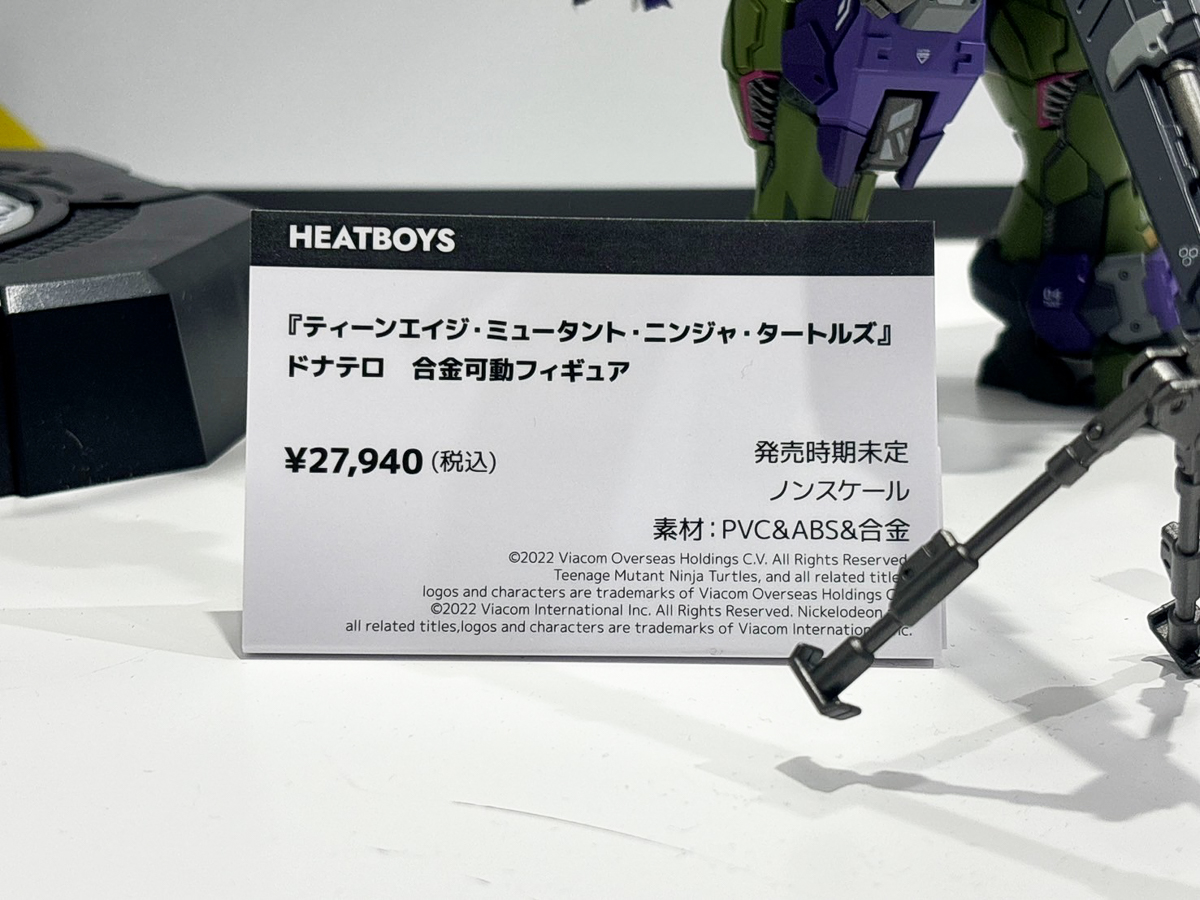 HEATBOYS
『ティーンエイジ・ミュータント・ニンジャ・タートルズ』
ドナテロ 合金可動フィギュア
¥27,940 (税込)
発売時期未定
ノンスケール
素材:PVC&ABS&合金
©2022 Viacom Overseas Holdings C.V. All Rights Reserved.
Teenage Mutant Ninja Turtles, and all related
logos and characters are trademarks of Viacom Overseas Holdings
©2022 Viacom International Inc. All Rights Reserved. Nickelodeon
all related titles,logos and characters are trademarks of Viacom